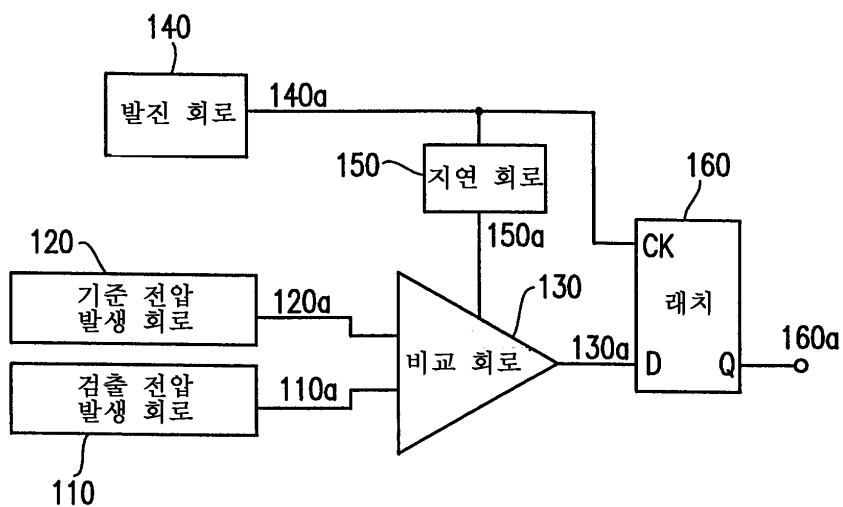 140
발진 회로
140a
150
지연 회로
150a
160
CK
래치
D
Q
160a
120
기준 전압
발생 회로
120a
130
비교 회로
130a
검출 전압
발생 회로
110a
110